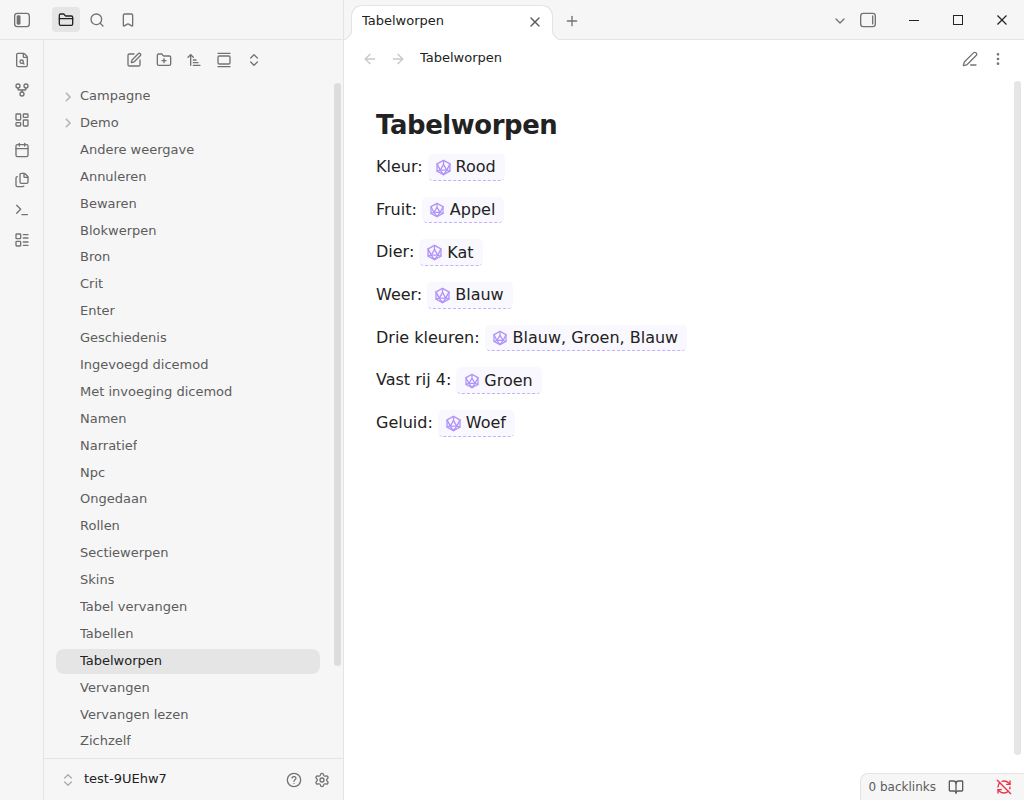 Tabelworpen
Tabelworpen
Campagne
Demo
Andere weergave
Annuleren
Bewaren
Blokwerpen
Bron
Crit
Enter
Geschiedenis
Ingevoegd dicemod
Met invoeging dicemod
Namen
Narratief
Npc
Ongedaan
Rollen
Sectiewerpen
Skins
Tabel vervangen
Tabellen
Tabelworpen
Vervangen
Vervangen lezen
Zichzelf
test-9UEhw7
Tabelworpen
Kleur: Rood
Fruit: Appel
Dier: Kat
Weer: Blauw
Drie kleuren: Blauw, Groen, Blauw
Vast rij 4: Groen
Geluid: Woef
0 backlinks